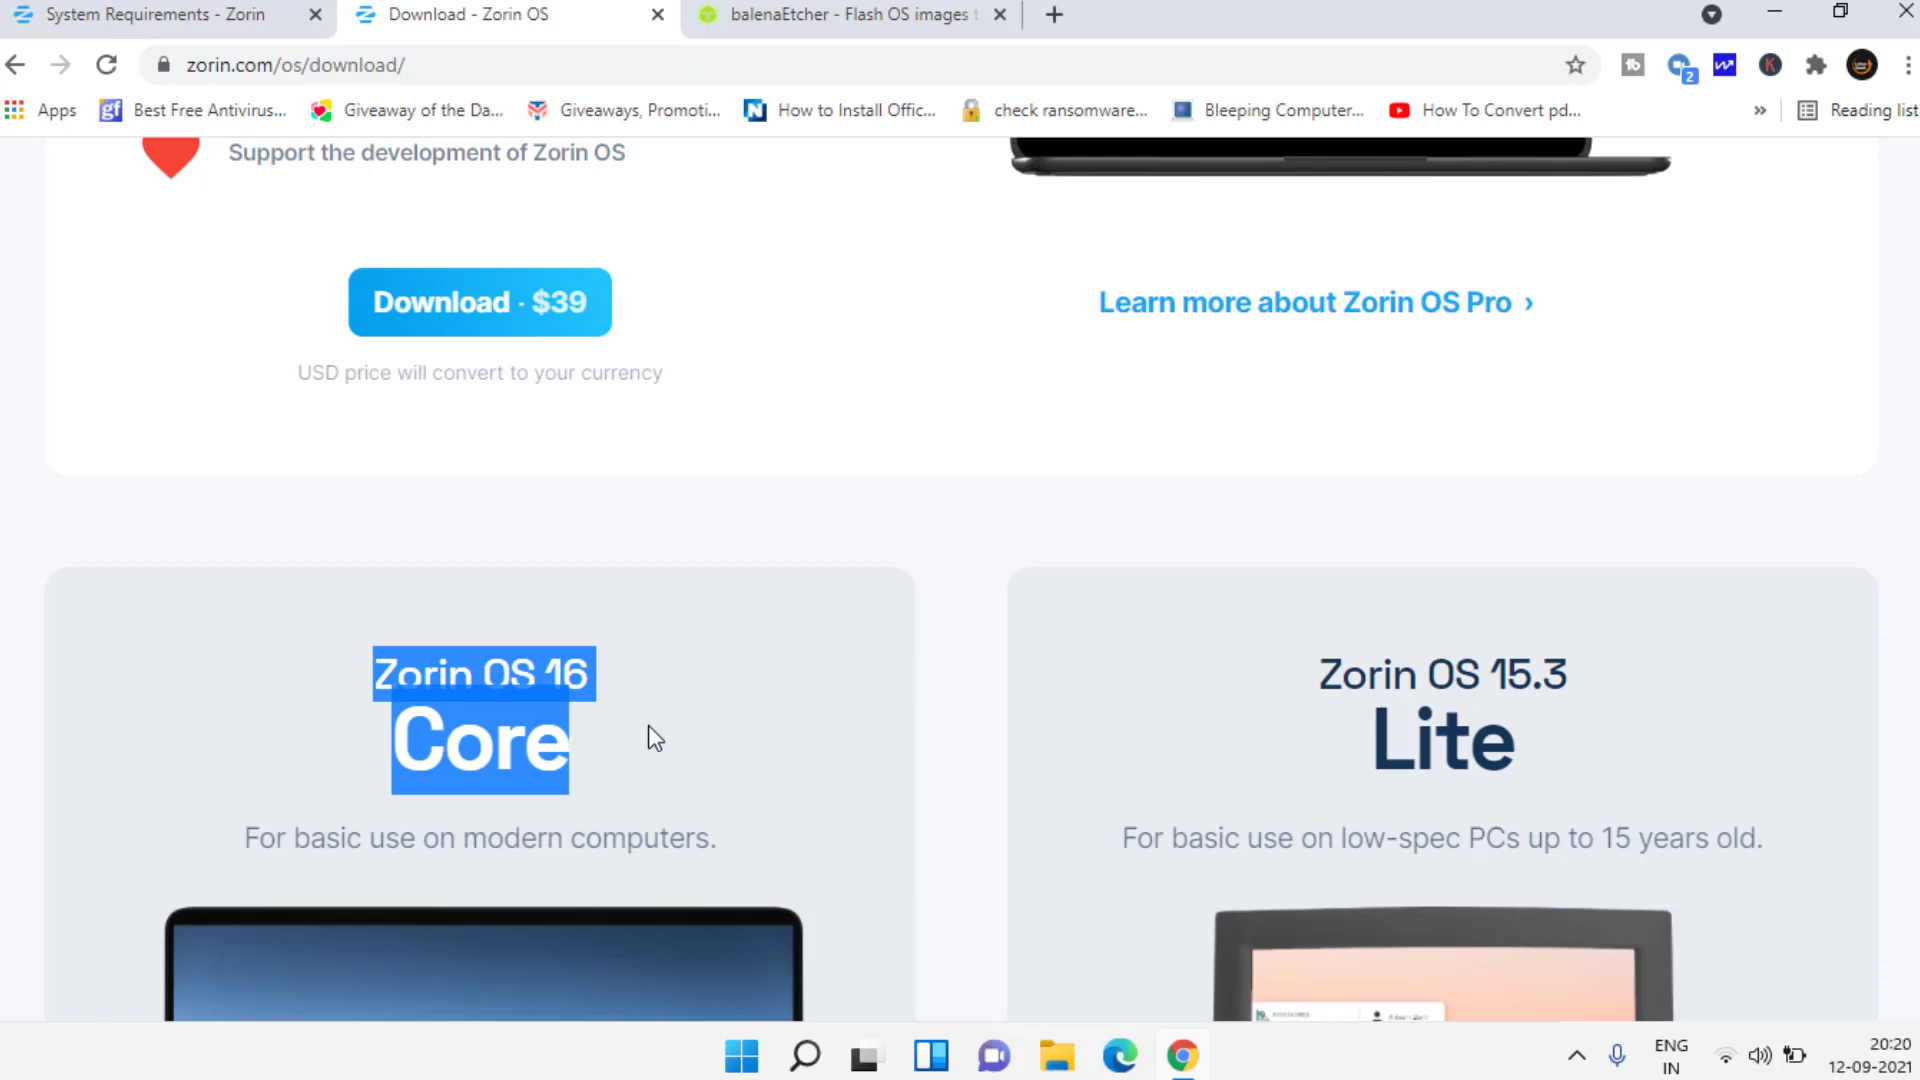 System Requirements - Zorin
Download - Zorin OS
balenaEtcher - Flash OS images t
zorin.com/os/download/
2
K
Apps
gf
Best Free Antivirus...
Giveaway of the Da...
Giveaways, Promoti...
N
How to Install Offic...
check ransomware...
Bleeping Computer...
How To Convert pd...
»
Reading list
Support the development of Zorin OS
Download · $39
Learn more about Zorin OS Pro ›
USD price will convert to your currency
Zorin OS 16
Core
For basic use on modern computers.
Zorin OS 15.3
Lite
For basic use on low-spec PCs up to 15 years old.
ENG
IN
20:20
12-09-2021